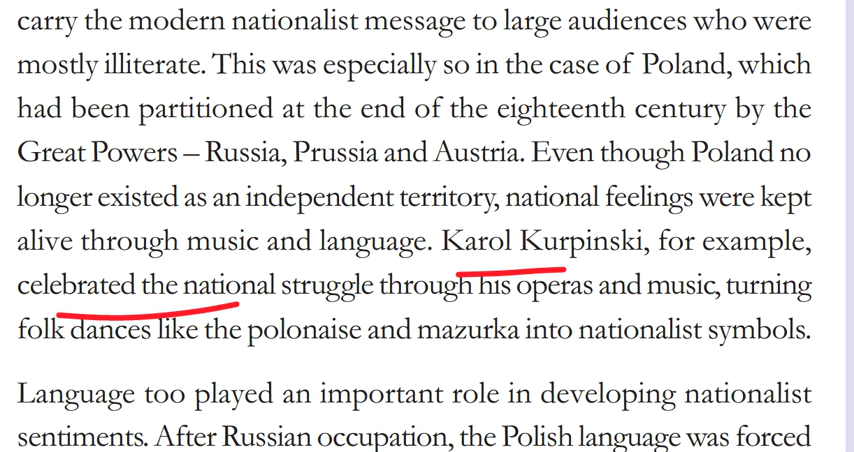 carry the modern nationalist message to large audiences who were
mostly illiterate. This was especially so in the case of Poland, which
had been partitioned at the end of the eighteenth century by the
Great Powers – Russia, Prussia and Austria. Even though Poland no
longer existed as an independent territory, national feelings were kept
alive through music and language. Karol Kurpinski, for example,
celebrated the national struggle through his operas and music, turning
folk dances like the polonaise and mazurka into nationalist symbols.
Language too played an important role in developing nationalist
sentiments. After Russian occupation, the Polish language was forced